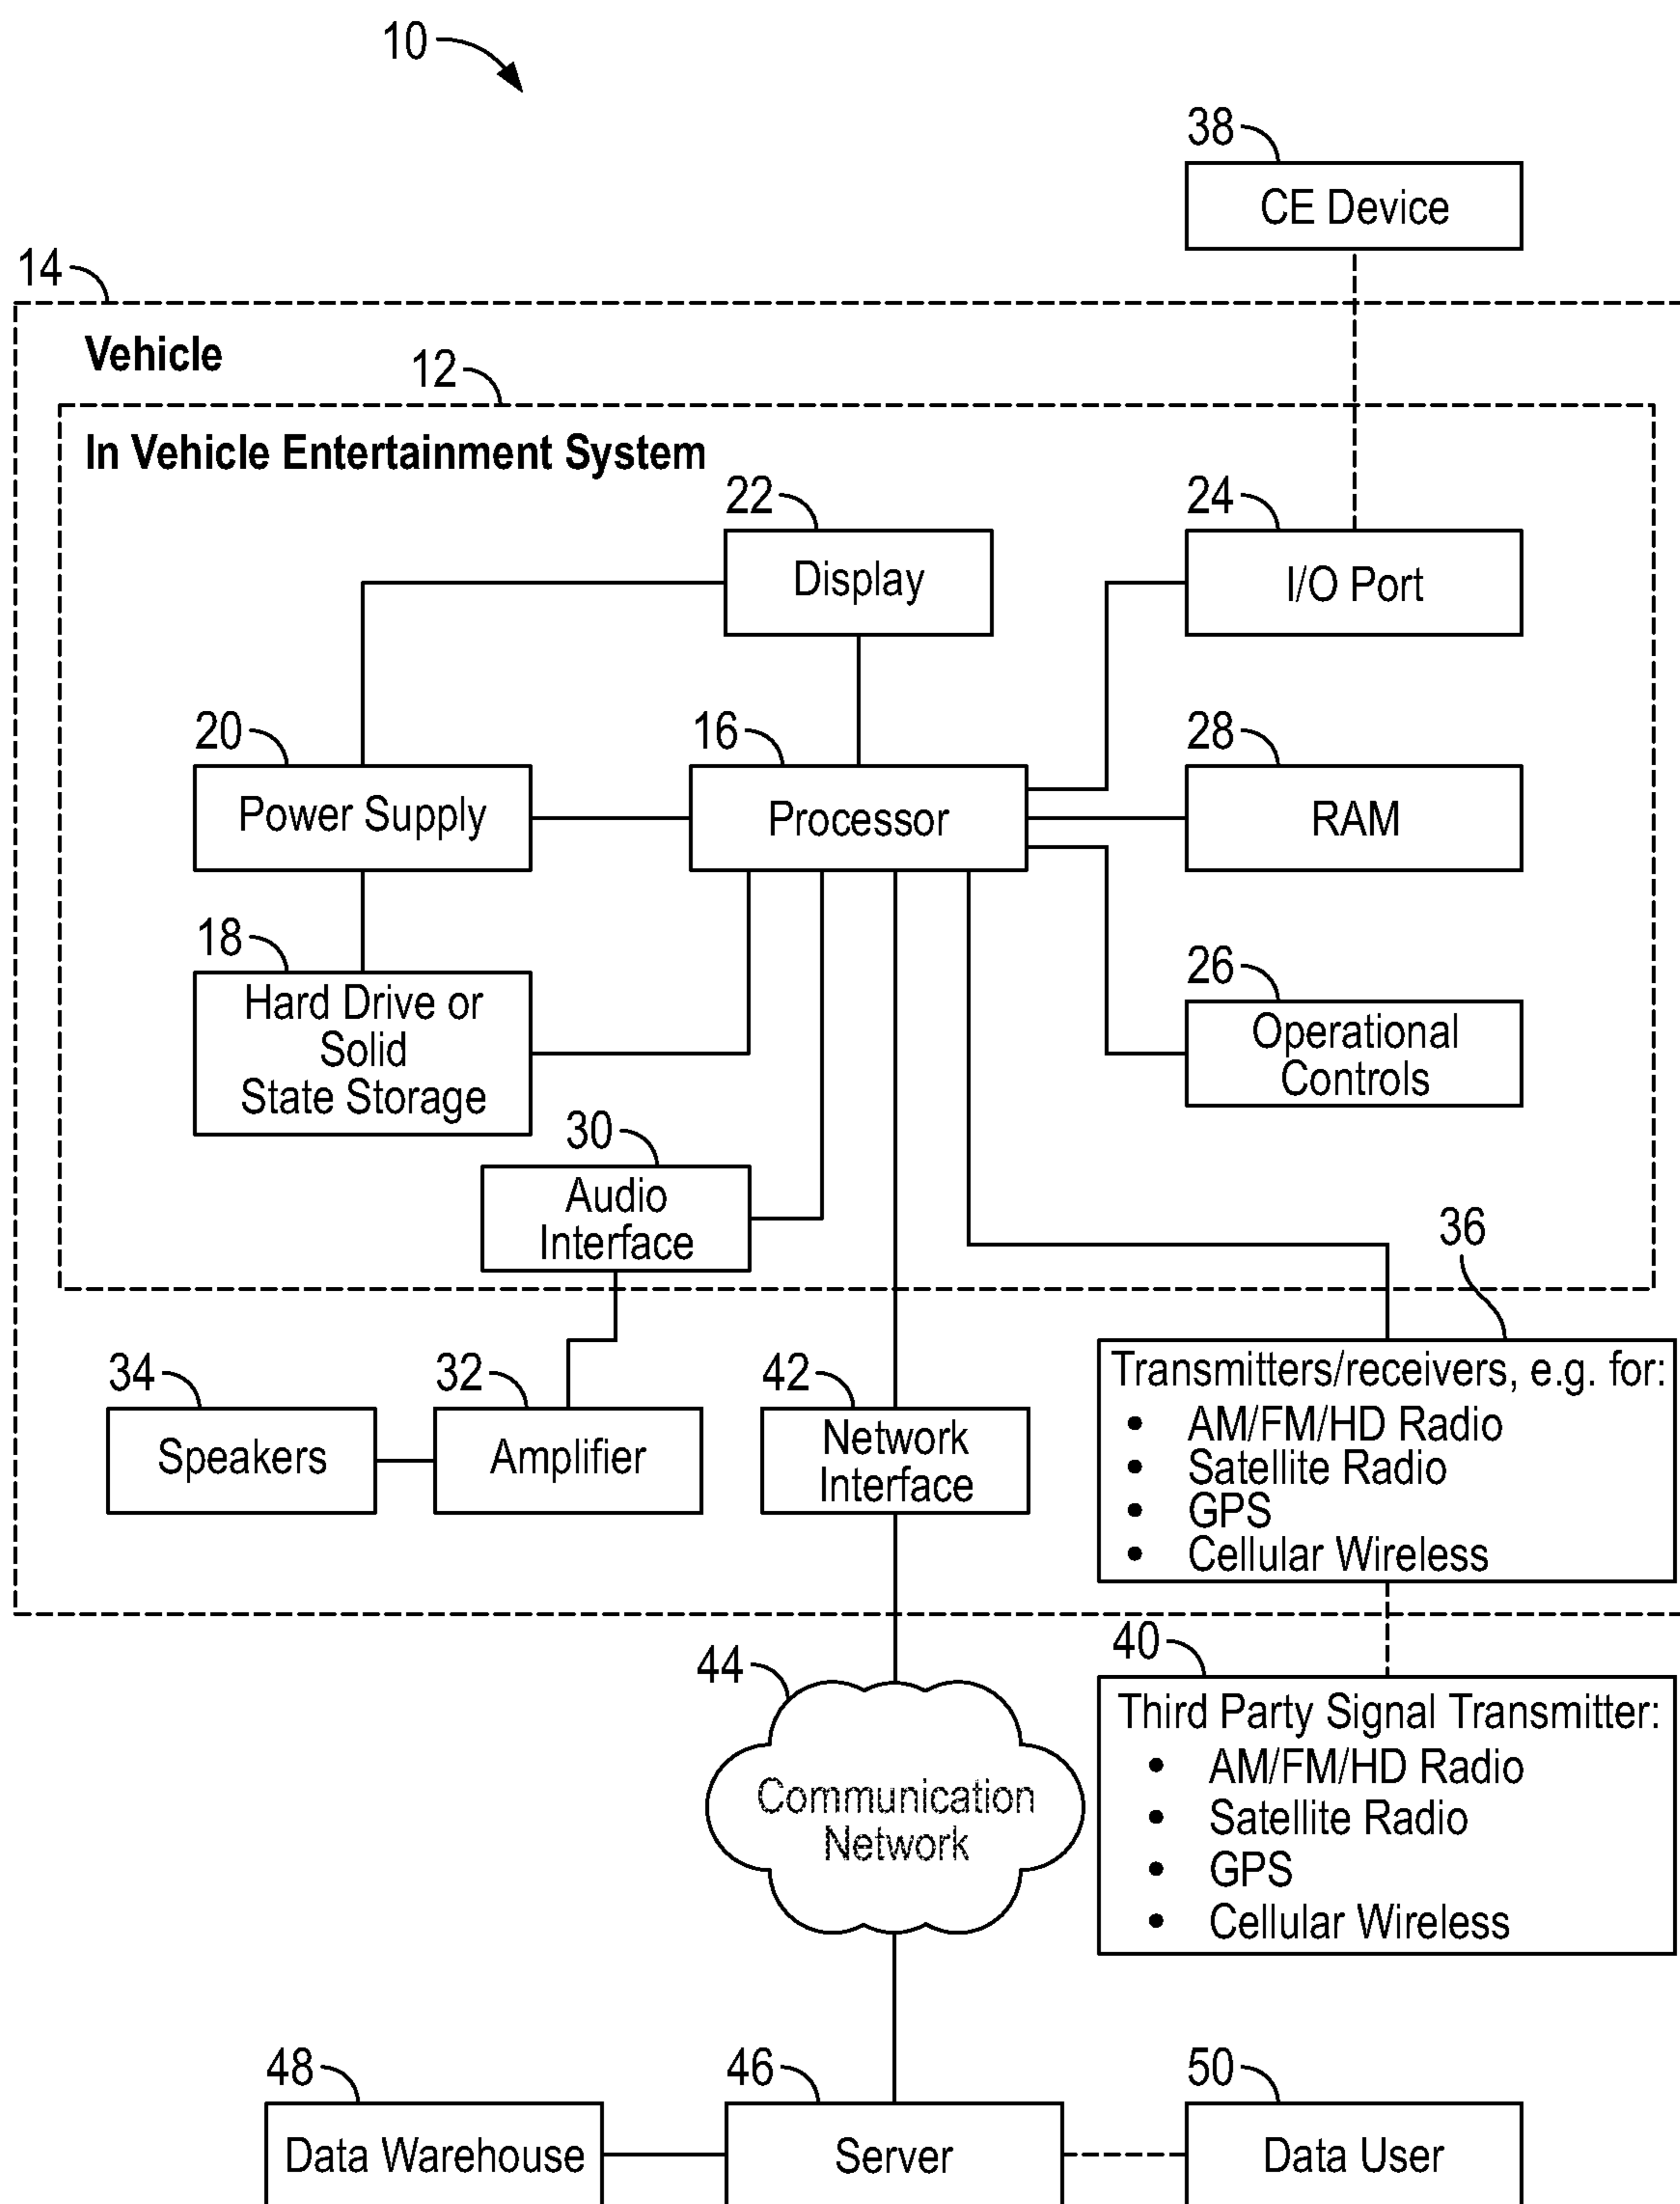 10
38
CE Device
14
Vehicle
12
In Vehicle Entertainment System
22
Display
24
I/O Port
20
Power Supply
16
Processor
28
RAM
18
Hard Drive or
Solid
State Storage
26
Operational
Controls
30
Audio
Interface
36
Transmitters/receivers, e.g. for:
• AM/FM/HD Radio
• Satellite Radio
• GPS
• Cellular Wireless
34
Speakers
32
Amplifier
42
Network
Interface
44
Communication
Network
40
Third Party Signal Transmitter:
• AM/FM/HD Radio
• Satellite Radio
• GPS
• Cellular Wireless
48
Data Warehouse
46
Server
50
Data User